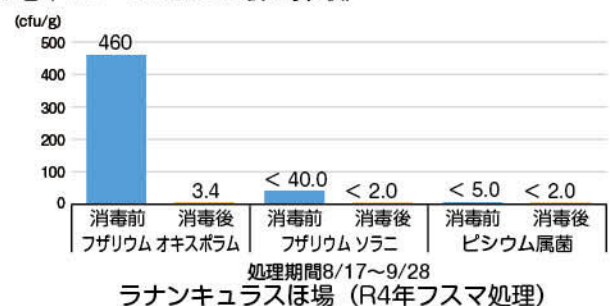 (cfu/g)
500
400
300
200
100
0
460
3.4
< 40.0
< 2.0
< 5.0
< 2.0
消毒前 消毒後 消毒前 消毒後 消毒前 消毒後
フザリウム オキスポラム フザリウム ソラニ ピシウム属菌
処理期間8/17〜9/28
ラナンキュラスほ場（R4年フスマ処理）